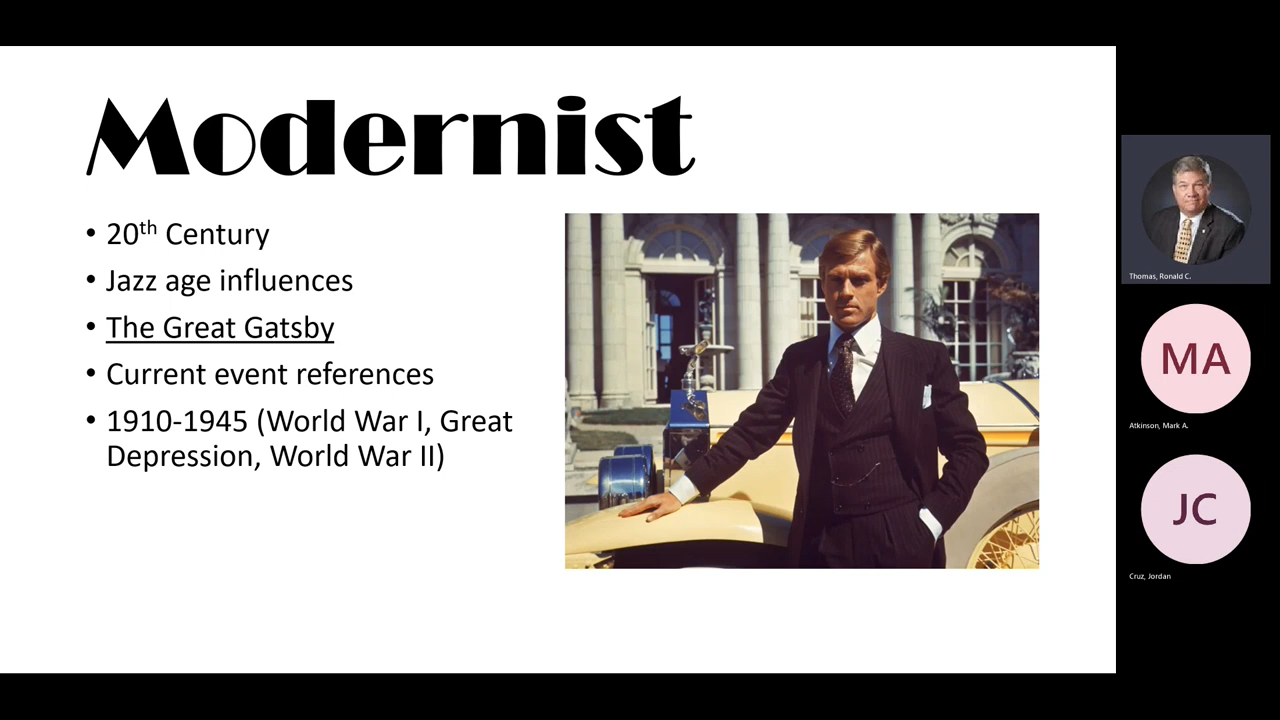 Modernist
• 20th Century
• Jazz age influences
• The Great Gatsby
• Current event references
• 1910-1945 (World War I, Great
Depression, World War II)
Thomas, Ronald C.
MA
Atkinson, Mark A.
JC
Cruz, Jordan